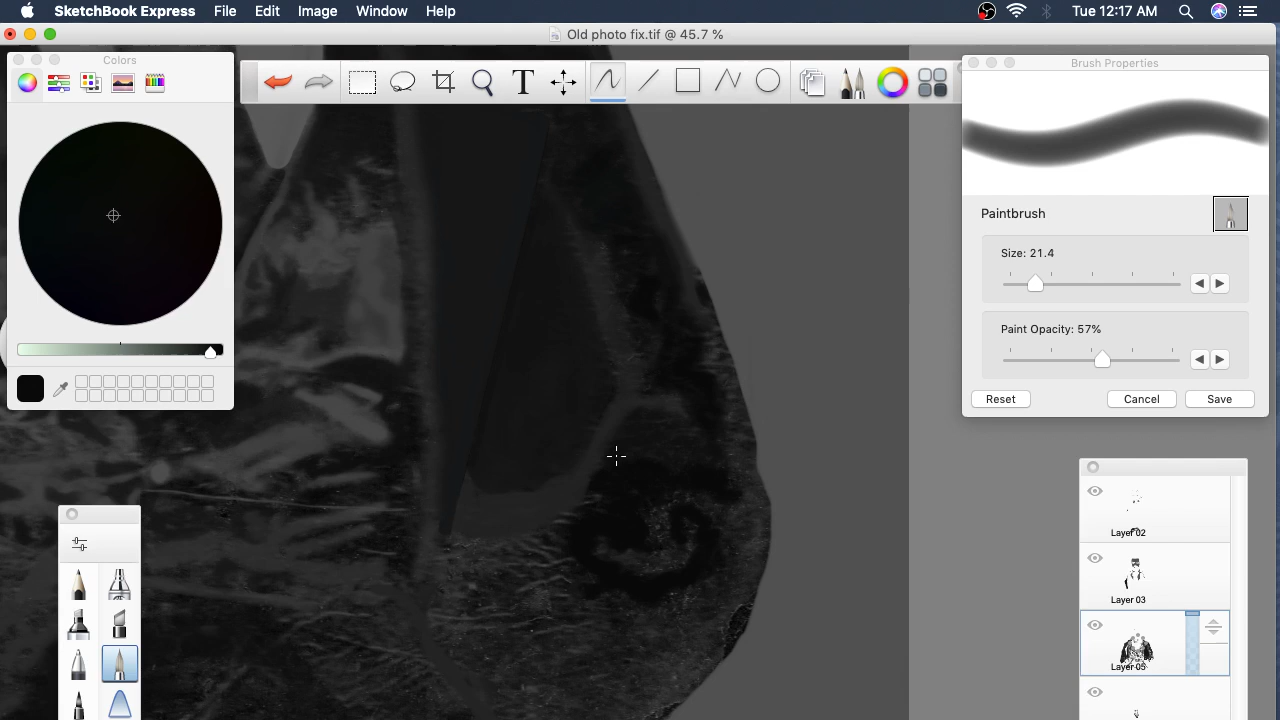 SketchBook Express File Edit Image Window Help Tue 12:17 AM
Old photo fix.tif @ 45.7 %
Colors
T
Brush Properties
Paintbrush
Size: 21.4
Paint Opacity: 57%
Reset Cancel Save
Layer 02
Layer 03
Layer 05